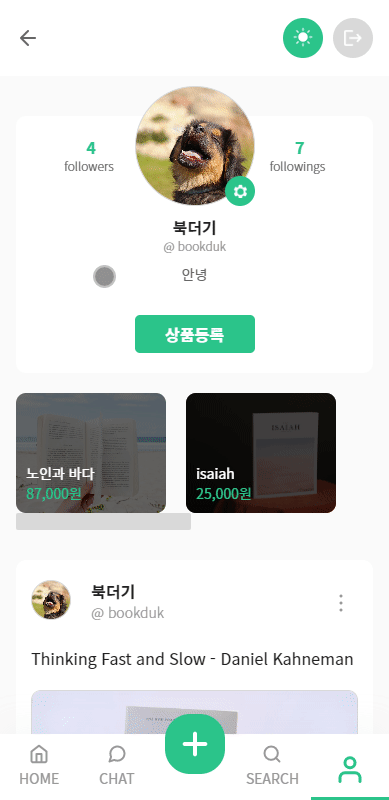 4
followers
7
followings
북더기
@ bookduk
안녕
상품등록
노인과 바다
87,000원
ISAIAH
isaiah
25,000원
북더기
@ bookduk
Thinking Fast and Slow - Daniel Kahneman
HOME
CHAT
SEARCH